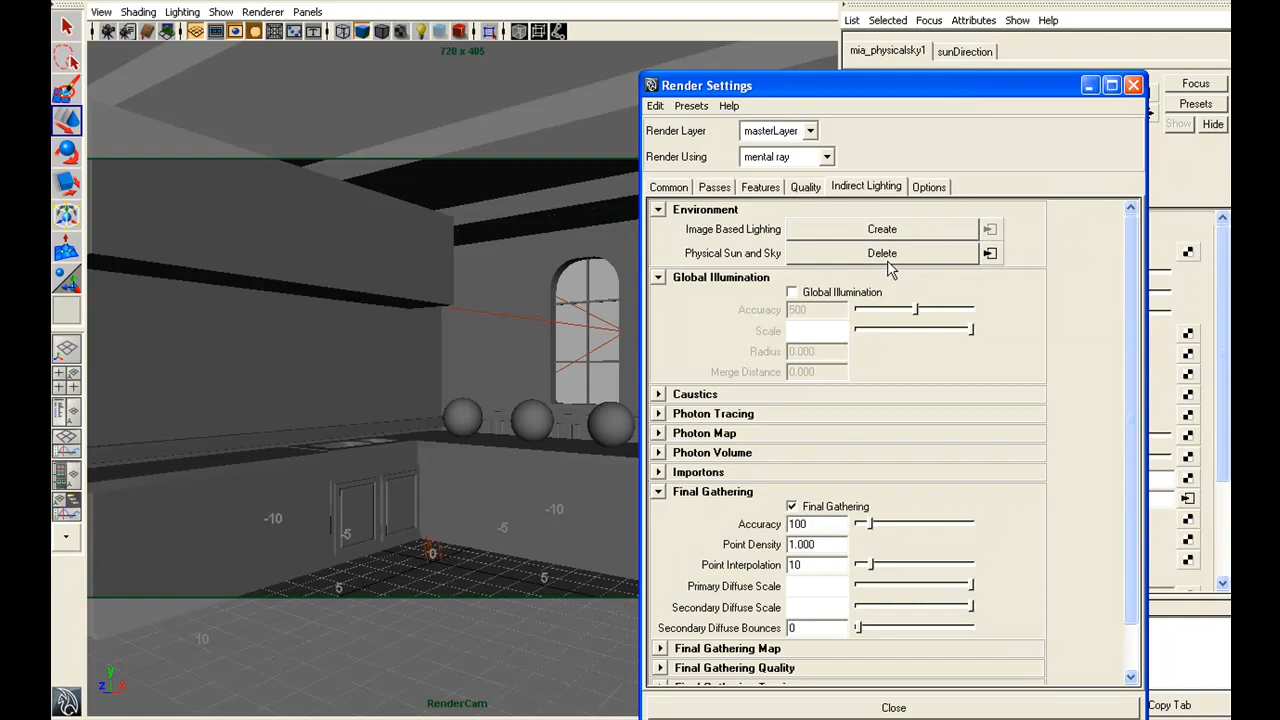 View Shading Lighting Show Renderer Panels
720 x 405
-10
-5
-5
-10
0
5
5
10
y
z x
RenderCam
List Selected Focus Attributes Show Help
mia_physicalsky1 sunDirection
Focus
Presets
Show Hide
Copy Tab
Render Settings
Edit Presets Help
Render Layer masterLayer
Render Using mental ray
Common Passes Features Quality Indirect Lighting Options
Environment
Image Based Lighting Create
Physical Sun and Sky Delete
Global Illumination
Global Illumination
Accuracy 500
Scale
Radius 0.000
Merge Distance 0.000
Caustics
Photon Tracing
Photon Map
Photon Volume
Importons
Final Gathering
Final Gathering
Accuracy 100
Point Density 1.000
Point Interpolation 10
Primary Diffuse Scale
Secondary Diffuse Scale
Secondary Diffuse Bounces 0
Final Gathering Map
Final Gathering Quality
Close